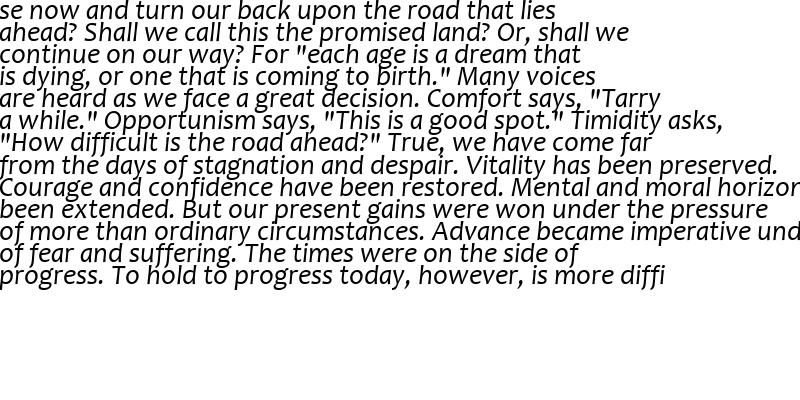 se now and turn our back upon the road that lies
ahead? Shall we call this the promised land? Or, shall we
continue on our way? For "each age is a dream that
is dying, or one that is coming to birth." Many voices
are heard as we face a great decision. Comfort says, "Tarry
a while." Opportunism says, "This is a good spot." Timidity asks,
"How difficult is the road ahead?" True, we have come far
from the days of stagnation and despair. Vitality has been preserved.
Courage and confidence have been restored. Mental and moral horizor
been extended. But our present gains were won under the pressure
of more than ordinary circumstances. Advance became imperative und
of fear and suffering. The times were on the side of
progress. To hold to progress today, however, is more diffi